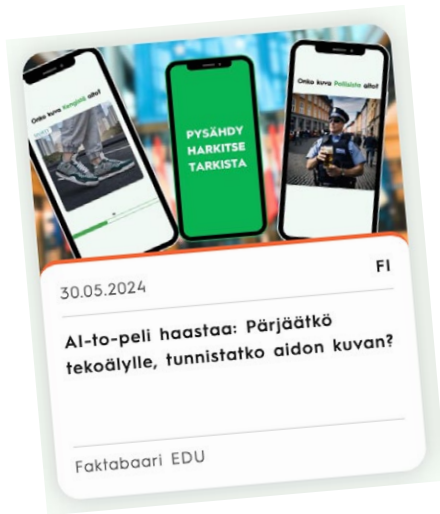 Onko kuva Kengistä aito?
PYSÄHDY
HARKITSE
TARKISTA
Onko kuva Poliisista aito?
30.05.2024
FI
AI-to-peli haastaa: Pärjäätkö
tekoälylle, tunnistatko aidon kuvan?
Faktabaari EDU